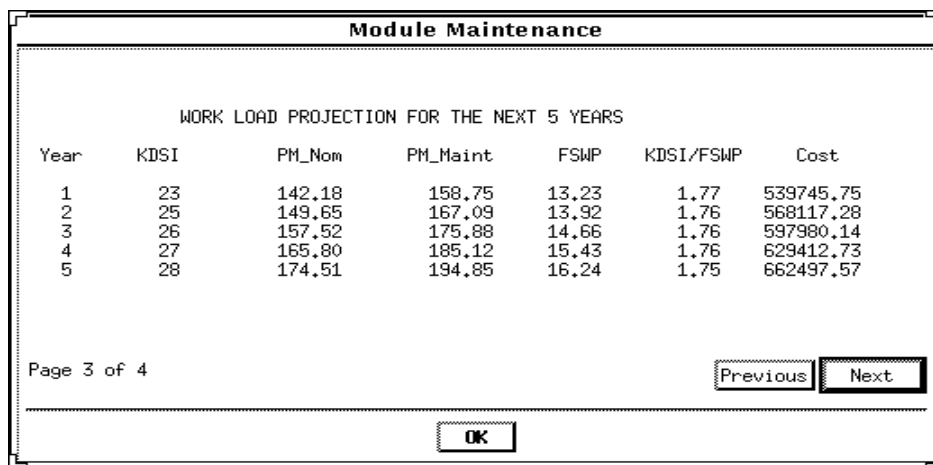 Module Maintenance
WORK LOAD PROJECTION FOR THE NEXT 5 YEARS
Year KDSI PM_Nom PM_Maint FSWP KDSI/FSWP Cost
1 23 142.18 158.75 13.23 1.77 539745.75
2 25 149.65 167.09 13.92 1.76 568117.28
3 26 157.52 175.88 14.66 1.76 597980.14
4 27 165.80 185.12 15.43 1.76 629412.73
5 28 174.51 194.85 16.24 1.75 662497.57
Page 3 of 4 Previous Next
OK